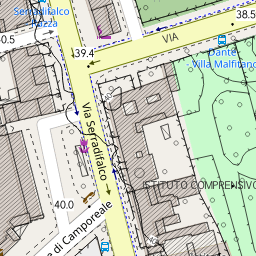 Serradifalco
Piazza
38.5
VIA
40.5
39.4
Dante
- Villa Malfitano
Via Serradifalco
ISTITUTO COMPRENSIVO
40.0
e di Camporeale